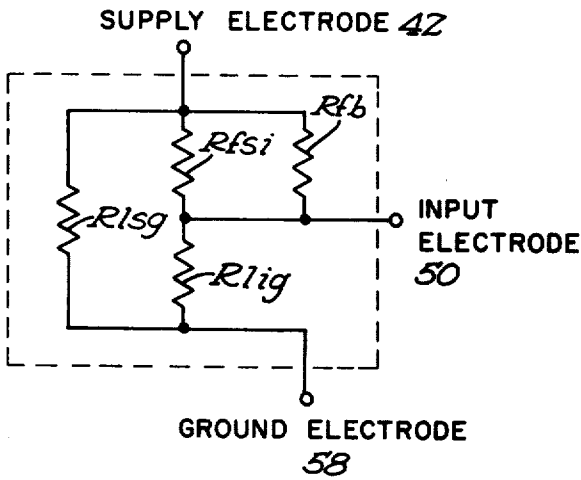 SUPPLY ELECTRODE 42
Rfb
Rfsi
Rlsg
INPUT
ELECTRODE
50
Rlig
GROUND ELECTRODE
58